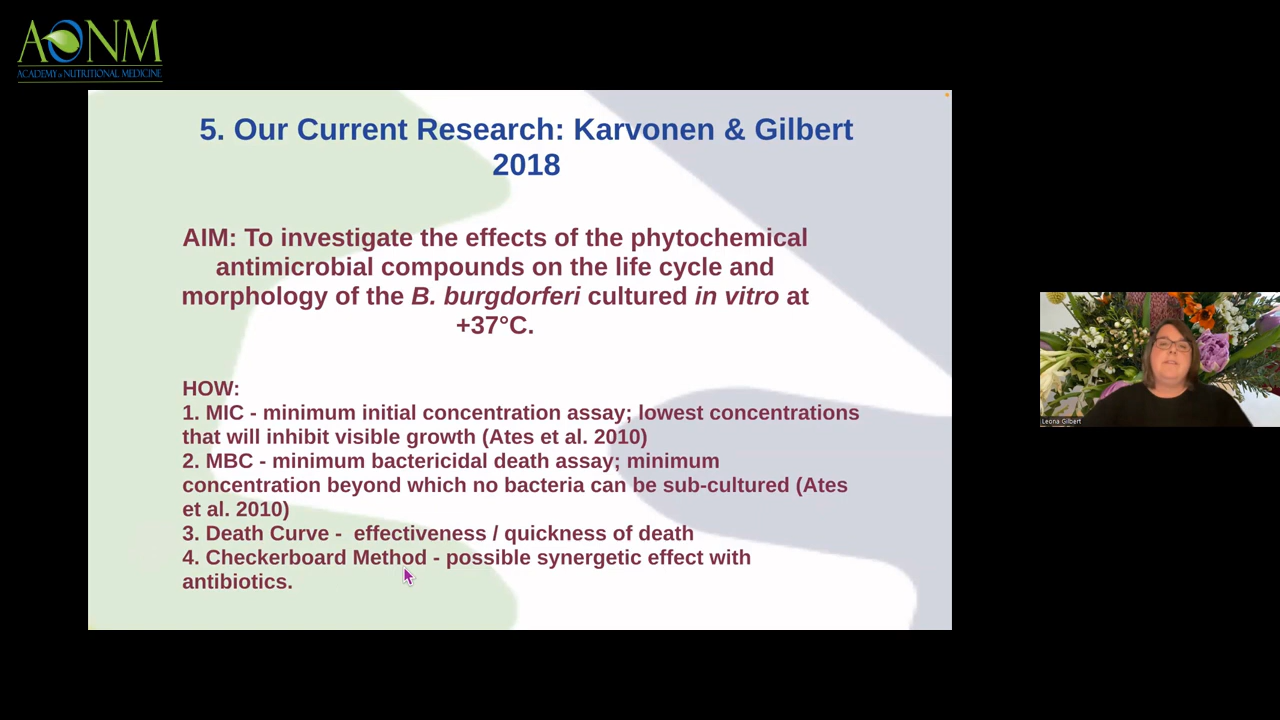 AONM
ACADEMY of NUTRITIONAL MEDICINE
5. Our Current Research: Karvonen & Gilbert
2018
AIM: To investigate the effects of the phytochemical
antimicrobial compounds on the life cycle and
morphology of the B. burgdorferi cultured in vitro at
+37°C.
HOW:
1. MIC - minimum initial concentration assay; lowest concentrations
that will inhibit visible growth (Ates et al. 2010)
2. MBC - minimum bactericidal death assay; minimum
concentration beyond which no bacteria can be sub-cultured (Ates
et al. 2010)
3. Death Curve -  effectiveness / quickness of death
4. Checkerboard Method - possible synergetic effect with
antibiotics.
Leona Gilbert